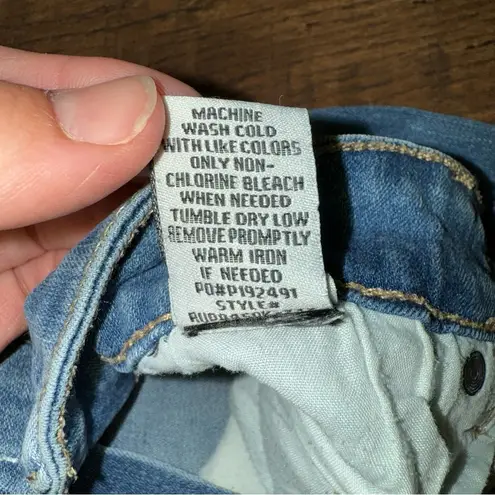 MACHINE
WASH COLD
WITH LIKE COLORS
ONLY NON-
CHLORINE BLEACH
WHEN NEEDED
TUMBLE DRY LOW
REMOVE PROMPTLY
WARM IRON
IF NEEDED
PO#P192491
STYLE#